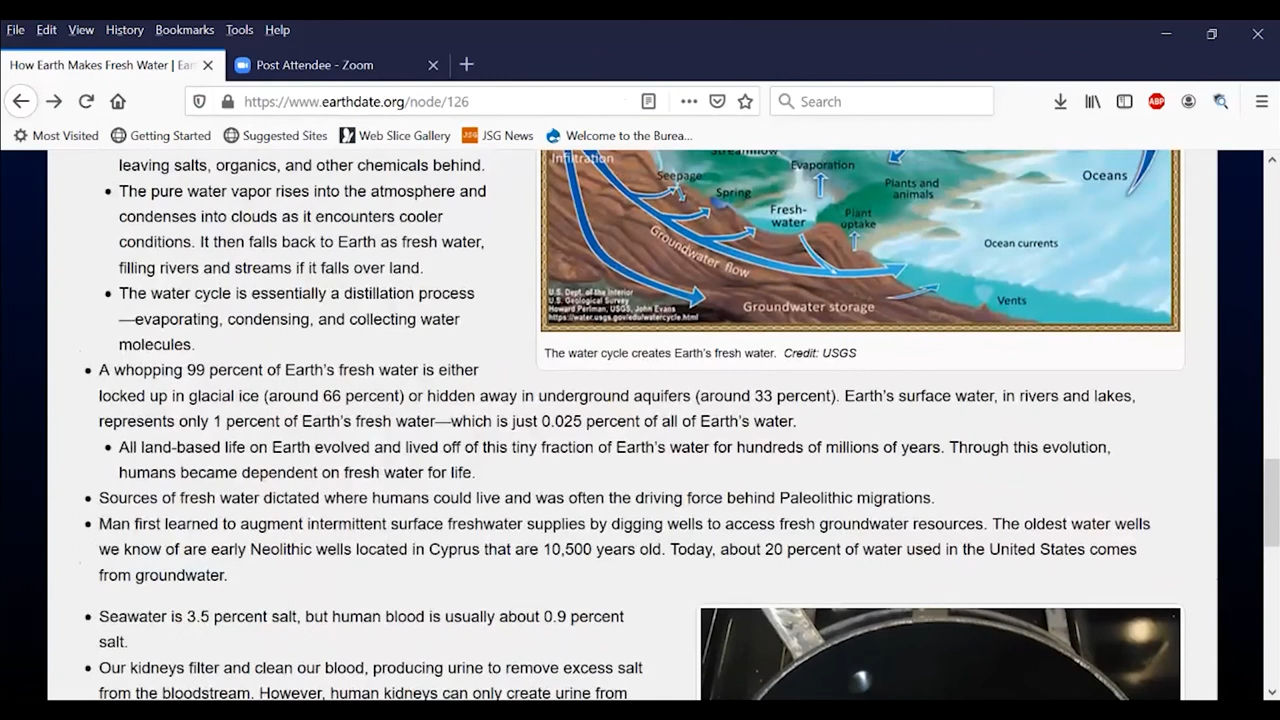 File Edit View History Bookmarks Tools Help
How Earth Makes Fresh Water | Ear
Post Attendee - Zoom
https://www.earthdate.org/node/126
Search
ABP
Most Visited Getting Started Suggested Sites Web Slice Gallery JSG JSG News Welcome to the Burea...
leaving salts, organics, and other chemicals behind.
• The pure water vapor rises into the atmosphere and
condenses into clouds as it encounters cooler
conditions. It then falls back to Earth as fresh water,
filling rivers and streams if it falls over land.
• The water cycle is essentially a distillation process
—evaporating, condensing, and collecting water
molecules.
Infiltration
Streamflow
Evaporation
Seepage
Spring
Plants and
animals
Oceans
Fresh-
water
Plant
uptake
Groundwater flow
Ocean currents
U.S. Dept. of the Interior
U.S. Geological Survey
Howard Perlman, USGS, John Evans
https://water.usgs.gov/edu/watercycle.html
Groundwater storage
Vents
The water cycle creates Earth's fresh water. Credit: USGS
• A whopping 99 percent of Earth's fresh water is either
locked up in glacial ice (around 66 percent) or hidden away in underground aquifers (around 33 percent). Earth's surface water, in rivers and lakes,
represents only 1 percent of Earth's fresh water—which is just 0.025 percent of all of Earth's water.
• All land-based life on Earth evolved and lived off of this tiny fraction of Earth's water for hundreds of millions of years. Through this evolution,
humans became dependent on fresh water for life.
• Sources of fresh water dictated where humans could live and was often the driving force behind Paleolithic migrations.
• Man first learned to augment intermittent surface freshwater supplies by digging wells to access fresh groundwater resources. The oldest water wells
we know of are early Neolithic wells located in Cyprus that are 10,500 years old. Today, about 20 percent of water used in the United States comes
from groundwater.
• Seawater is 3.5 percent salt, but human blood is usually about 0.9 percent
salt.
• Our kidneys filter and clean our blood, producing urine to remove excess salt
from the bloodstream. However, human kidneys can only create urine from